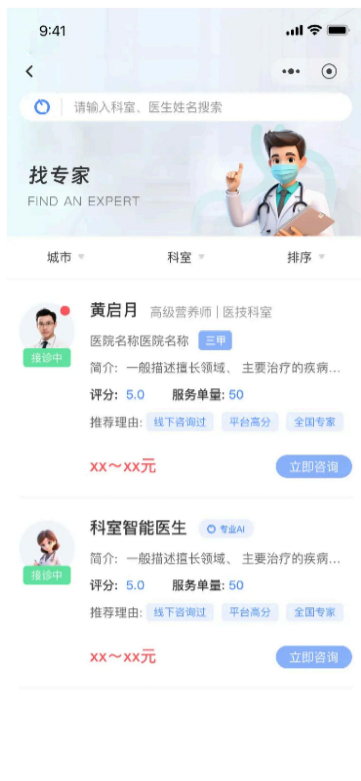 9:41
请输入科室、医生姓名搜索
找专家
FIND AN EXPERT
城市 科室 排序
黄启月 高级营养师 | 医技科室
医院名称医院名称 三甲
接诊中
简介: 一般描述擅长领域、 主要治疗的疾病...
评分: 5.0 服务单量: 50
推荐理由: 线下咨询过 平台高分 全国专家
xx～xx元 立即咨询
科室智能医生 专业AI
简介: 一般描述擅长领域、 主要治疗的疾病...
接诊中
评分: 5.0 服务单量: 50
推荐理由: 线下咨询过 平台高分 全国专家
xx～xx元 立即咨询